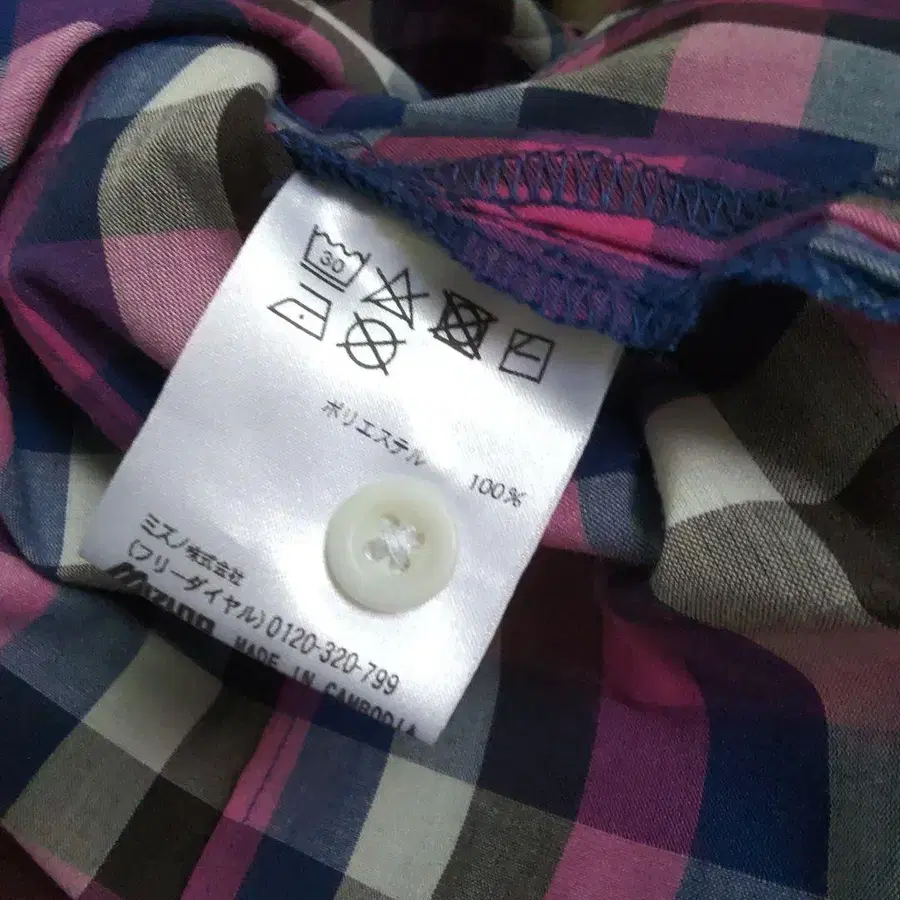 30
ポリエステル 100%
ミズノ株式会社
(フリーダイヤル)0120-320-799
MIZUNO
MADE IN CAMBODIA